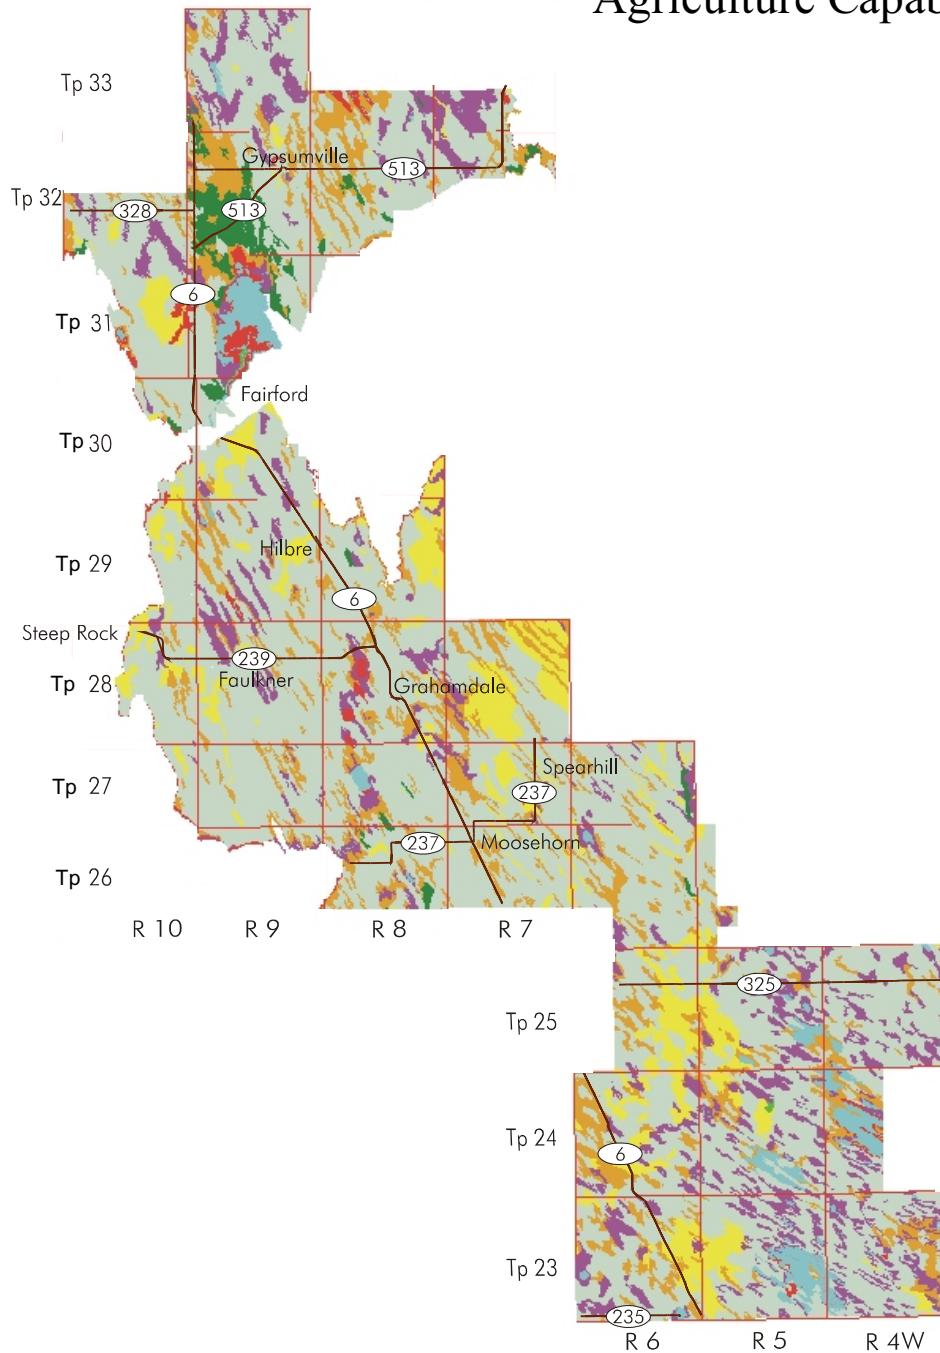 Agriculture
Tp 33
Gypsumville
513
Tp 32
328
513
6
Tp 31
Fairford
Tp 30
Hilbre
Tp 29
6
Steep Rock
239
Faulkner
Tp 28
Grahamdale
Spearhill
Tp 27
237
237
Moosehorn
Tp 26
R 10 R 9 R 8 R 7
325
Tp 25
Tp 24
6
Tp 23
235
R 6 R 5 R 4W